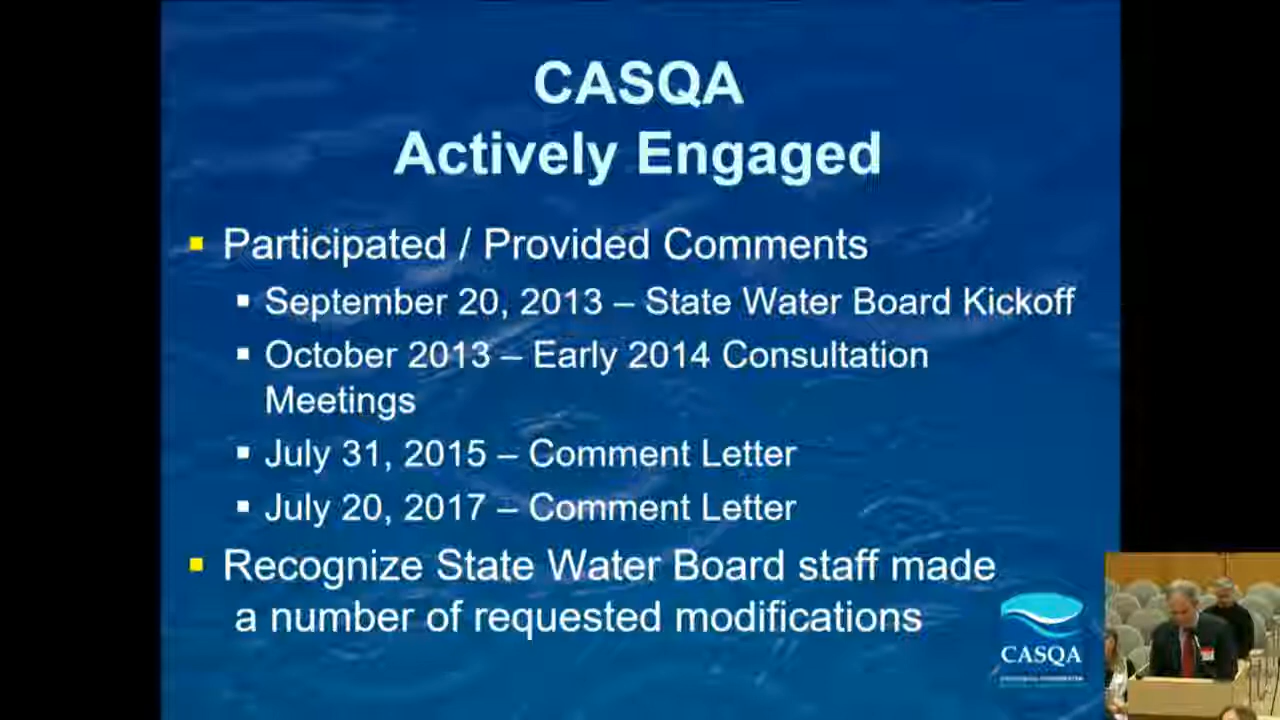 CASQA
Actively Engaged
▪ Participated / Provided Comments
▪ September 20, 2013 – State Water Board Kickoff
▪ October 2013 – Early 2014 Consultation
Meetings
▪ July 31, 2015 – Comment Letter
▪ July 20, 2017 – Comment Letter
▪ Recognize State Water Board staff made
a number of requested modifications
CASQA